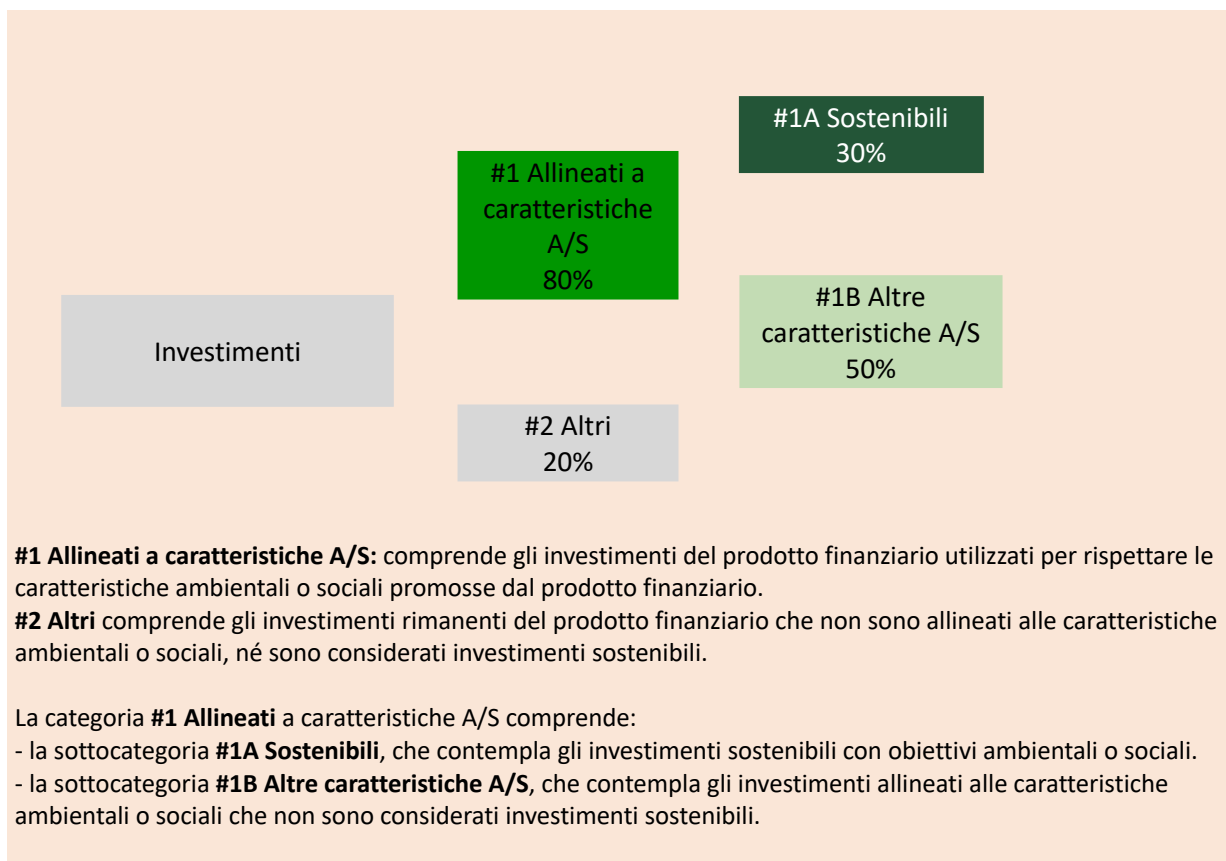 #1A Sostenibili
30%
#1 Allineati a
caratteristiche
A/S
80%
#1B Altre
caratteristiche A/S
50%
Investimenti
#2 Altri
20%
#1 Allineati a caratteristiche A/S: comprende gli investimenti del prodotto finanziario utilizzati per rispettare le
caratteristiche ambientali o sociali promosse dal prodotto finanziario.
#2 Altri comprende gli investimenti rimanenti del prodotto finanziario che non sono allineati alle caratteristiche
ambientali o sociali, né sono considerati investimenti sostenibili.
La categoria #1 Allineati a caratteristiche A/S comprende:
- la sottocategoria #1A Sostenibili, che contempla gli investimenti sostenibili con obiettivi ambientali o sociali.
- la sottocategoria #1B Altre caratteristiche A/S, che contempla gli investimenti allineati alle caratteristiche
ambientali o sociali che non sono considerati investimenti sostenibili.